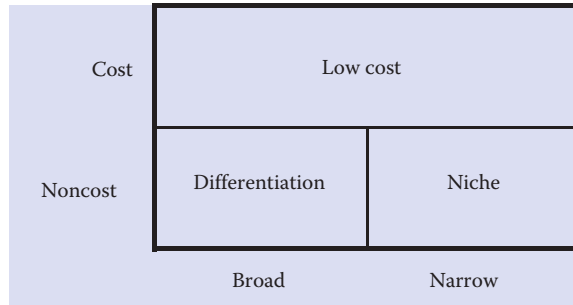 Cost
Low cost
Noncost
Differentiation
Niche
Broad
Narrow